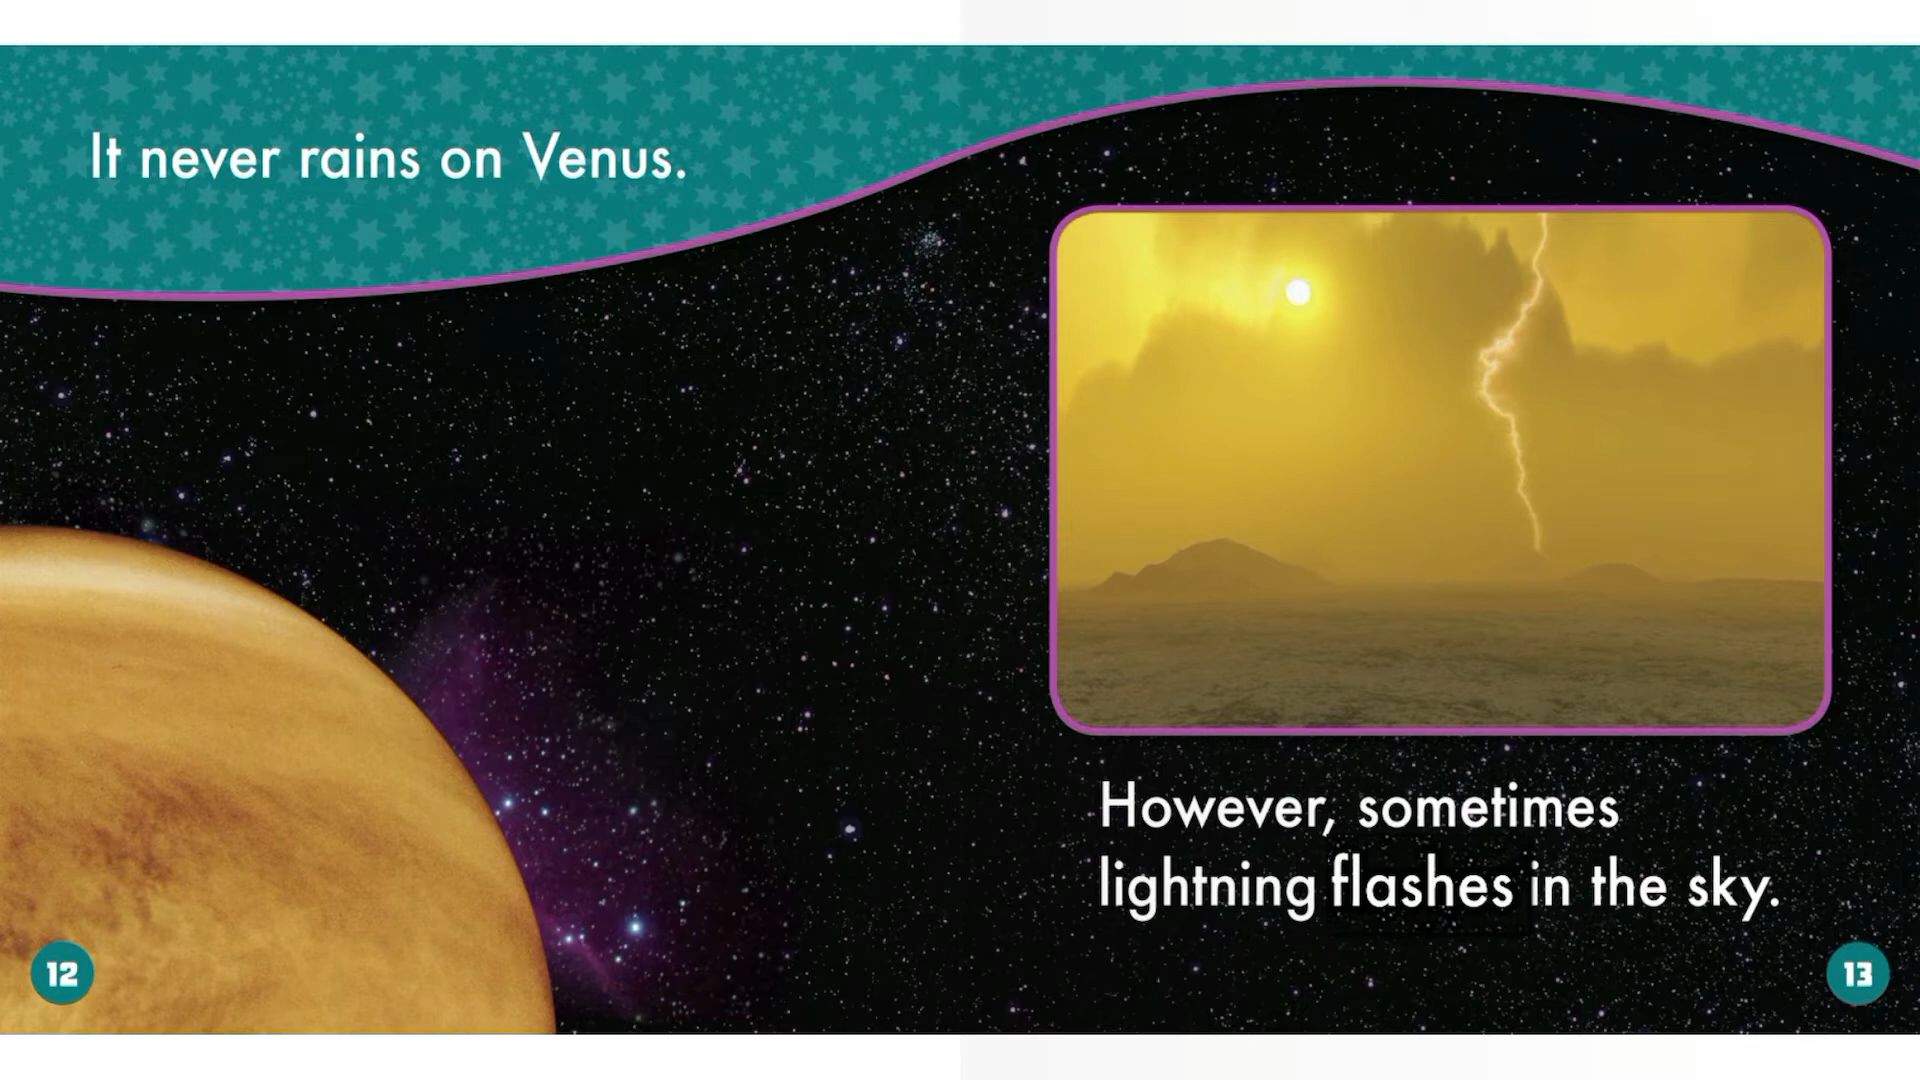 It never rains on Venus.
However, sometimes
lightning flashes in the sky.
12
13